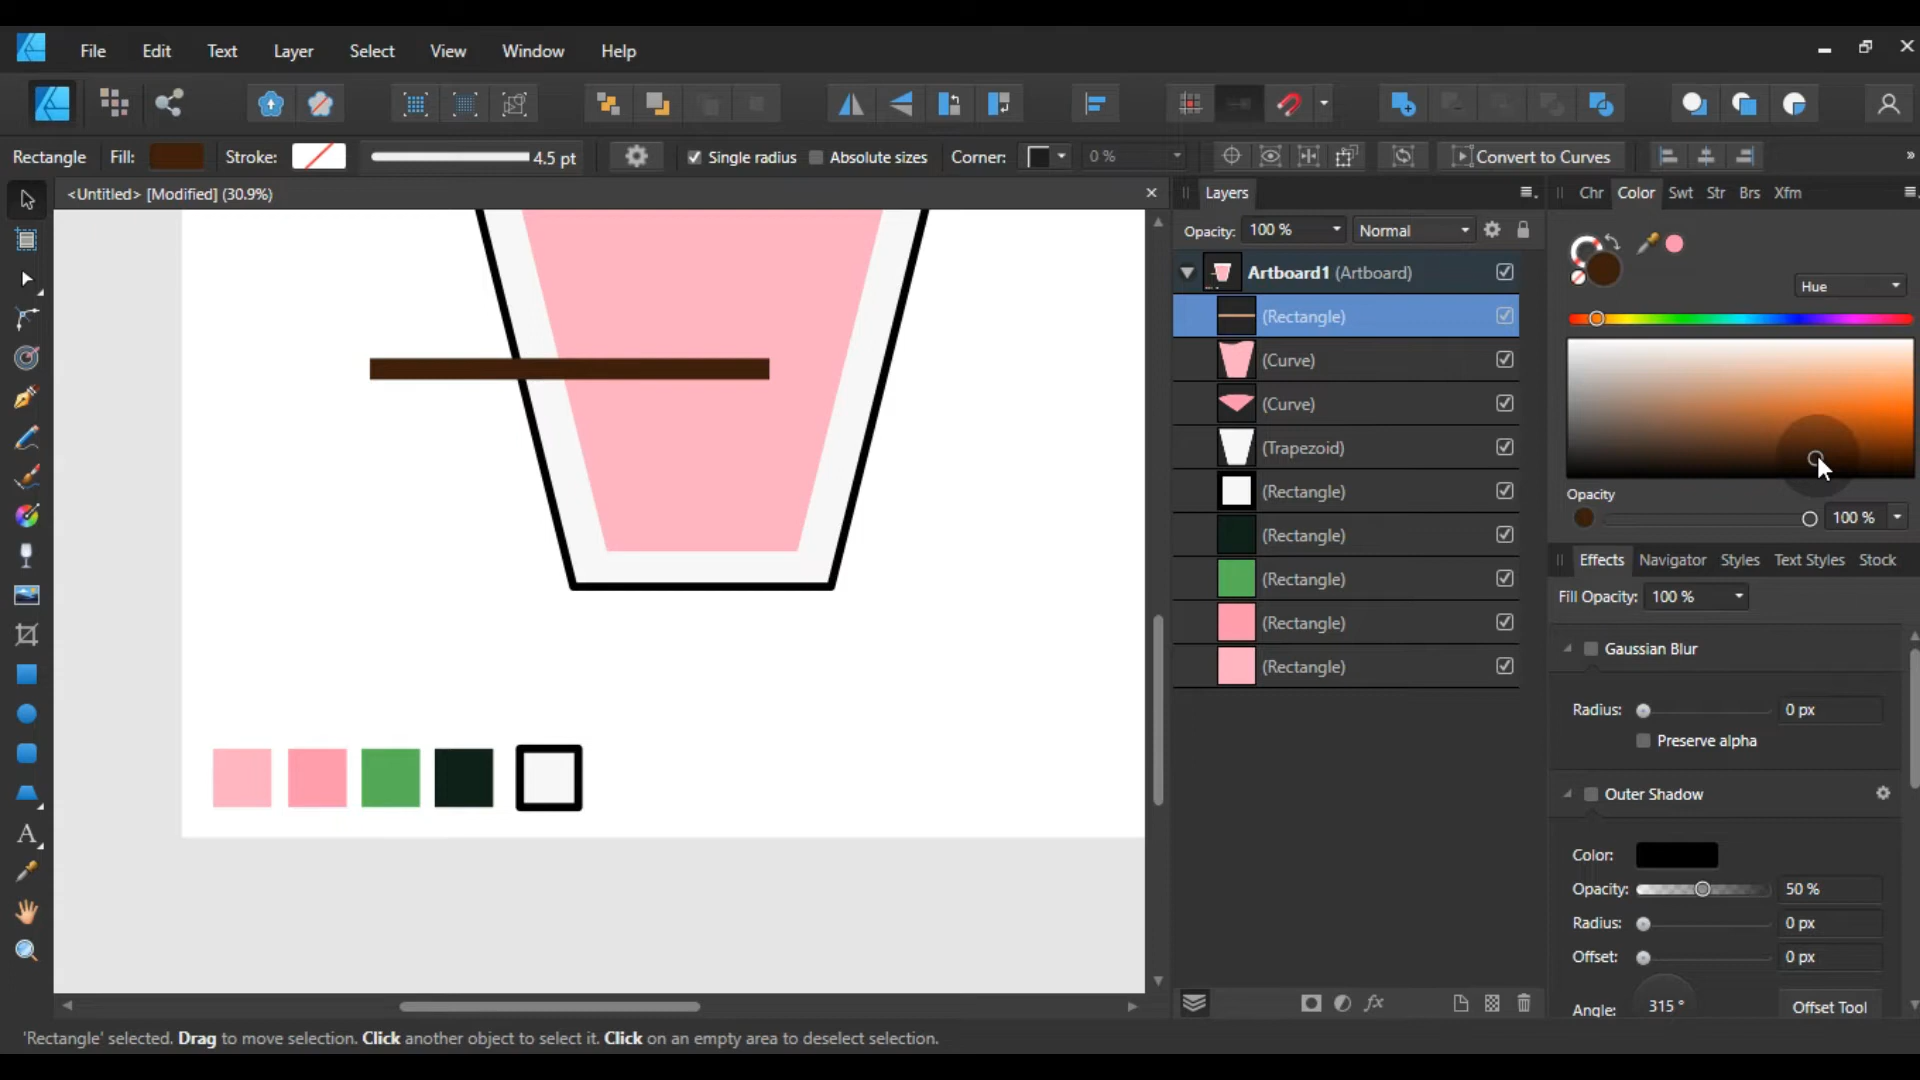 File Edit Text Layer Select View Window Help
Rectangle Fill: Stroke: 4.5 pt Single radius Absolute sizes Corner: 0 % Convert to Curves »
<Untitled> [Modified] (30.9%)
Layers
Chr Color Swt Str Brs Xfm
Opacity: 100 % Normal
Artboard1 (Artboard)
Hue
(Rectangle)
(Curve)
(Curve)
(Trapezoid)
(Rectangle)
Opacity
100 %
(Rectangle)
Effects Navigator Styles Text Styles Stock
(Rectangle)
Fill Opacity: 100 %
(Rectangle)
Gaussian Blur
(Rectangle)
Radius: 0 px
Preserve alpha
Outer Shadow
Color:
A
Opacity: 50 %
Radius: 0 px
Offset: 0 px
fx
Angle: 315 ° Offset Tool
'Rectangle' selected. Drag to move selection. Click another object to select it. Click on an empty area to deselect selection.